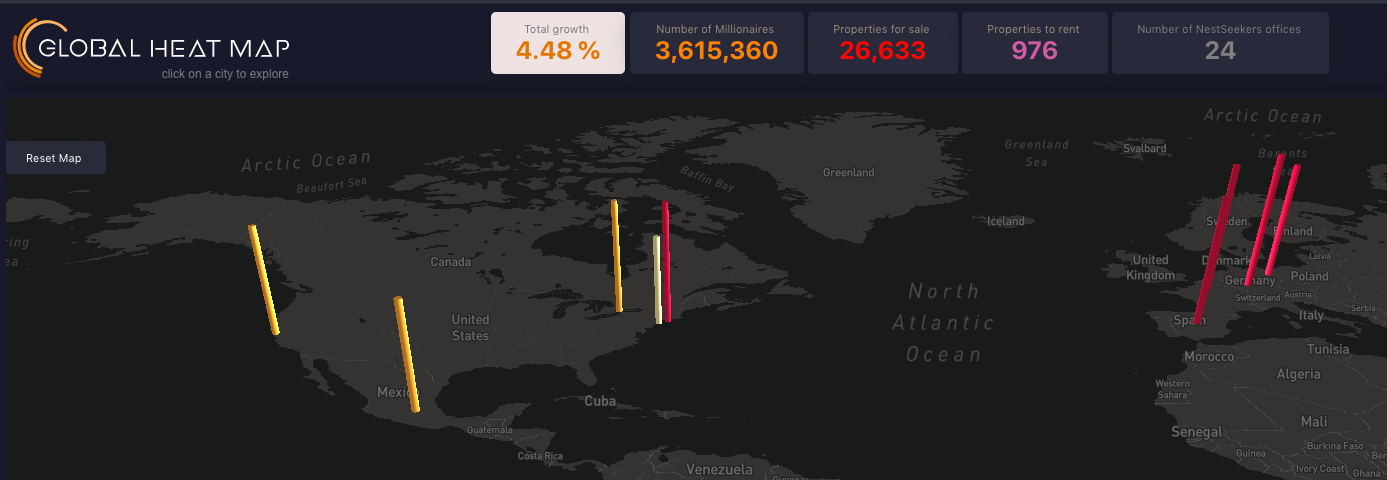 GLOBAL HEAT MAP
click on a city to explore
Total growth
4.48 %
Number of Millionaires
3,615,360
Properties for sale
26,633
Properties to rent
976
Number of NestSeekers offices
24
Reset Map
Arctic Ocean
Beaufort Sea
Baffin Bay
Greenland
Greenland
Sea
Svalbard
Arctic Ocean
Barents
Iceland
Sweden
Finland
Latvia
United
Kingdom
Denmark
Germany
Poland
Switzerland
Austria
Serbia
Spain
Italy
Canada
United
States
North
Atlantic
Ocean
Mexico
Cuba
Guatemala
Costa Rica
Venezuela
Morocco
Tunisia
Algeria
Western
Sahara
Mali
Senegal
Burkina Faso
Guinea
Ivory Coast
Ghana